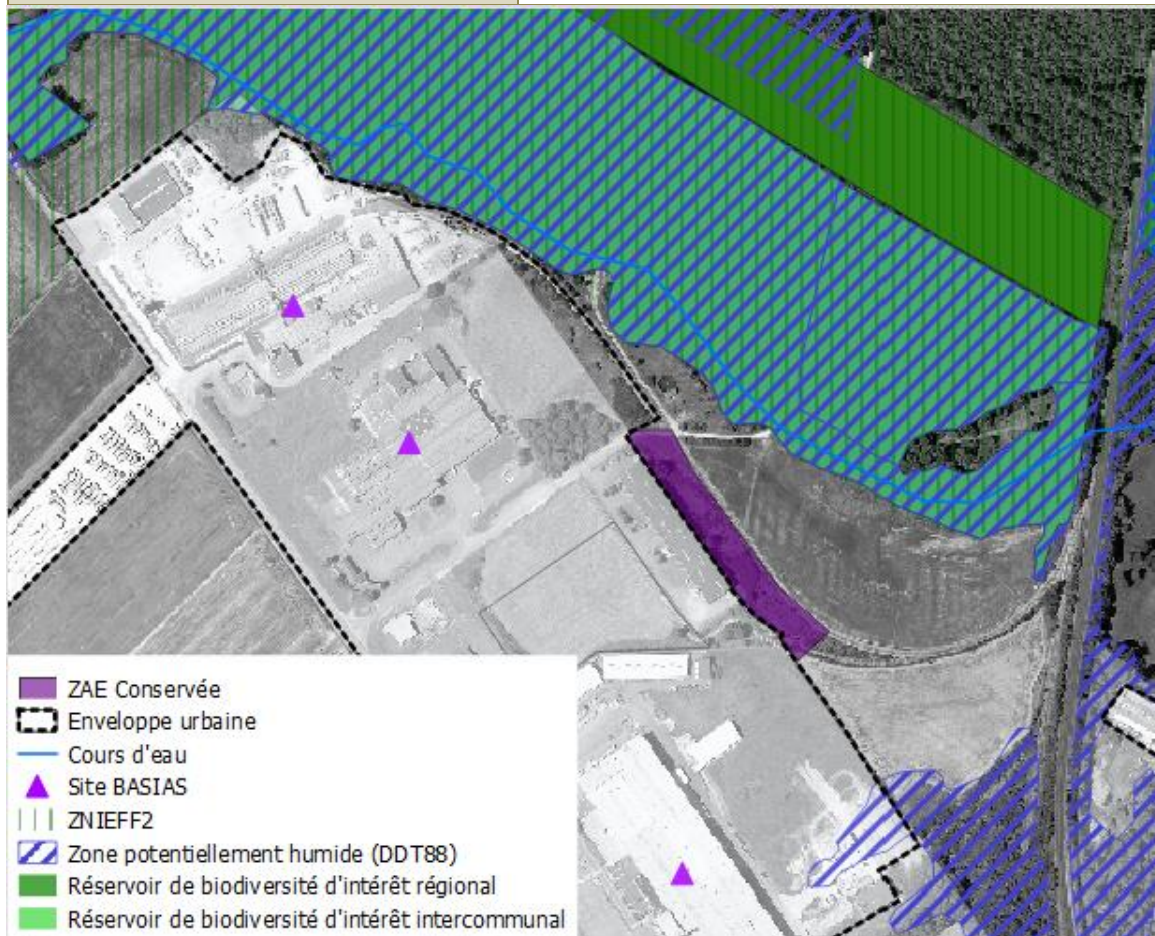 ZAE Conservée
Enveloppe urbaine
Cours d'eau
Site BASIAS
ZNIEFF2
Zone potentiellement humide (DDT88)
Réservoir de biodiversité d'intérêt régional
Réservoir de biodiversité d'intérêt intercommunal